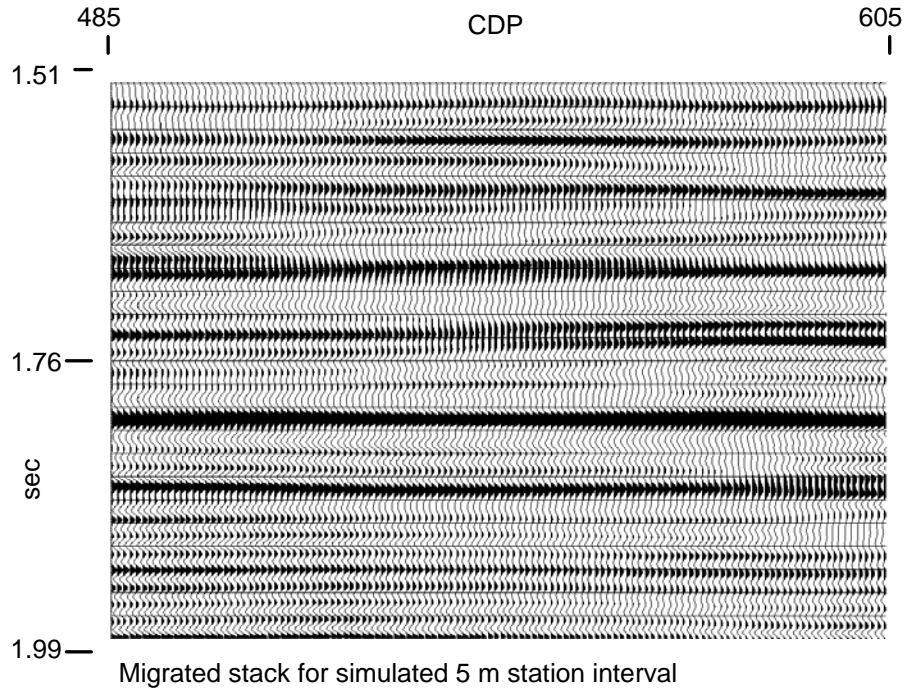 485 CDP 605
1.51
1.76
sec
1.99
Migrated stack for simulated 5 m station interval